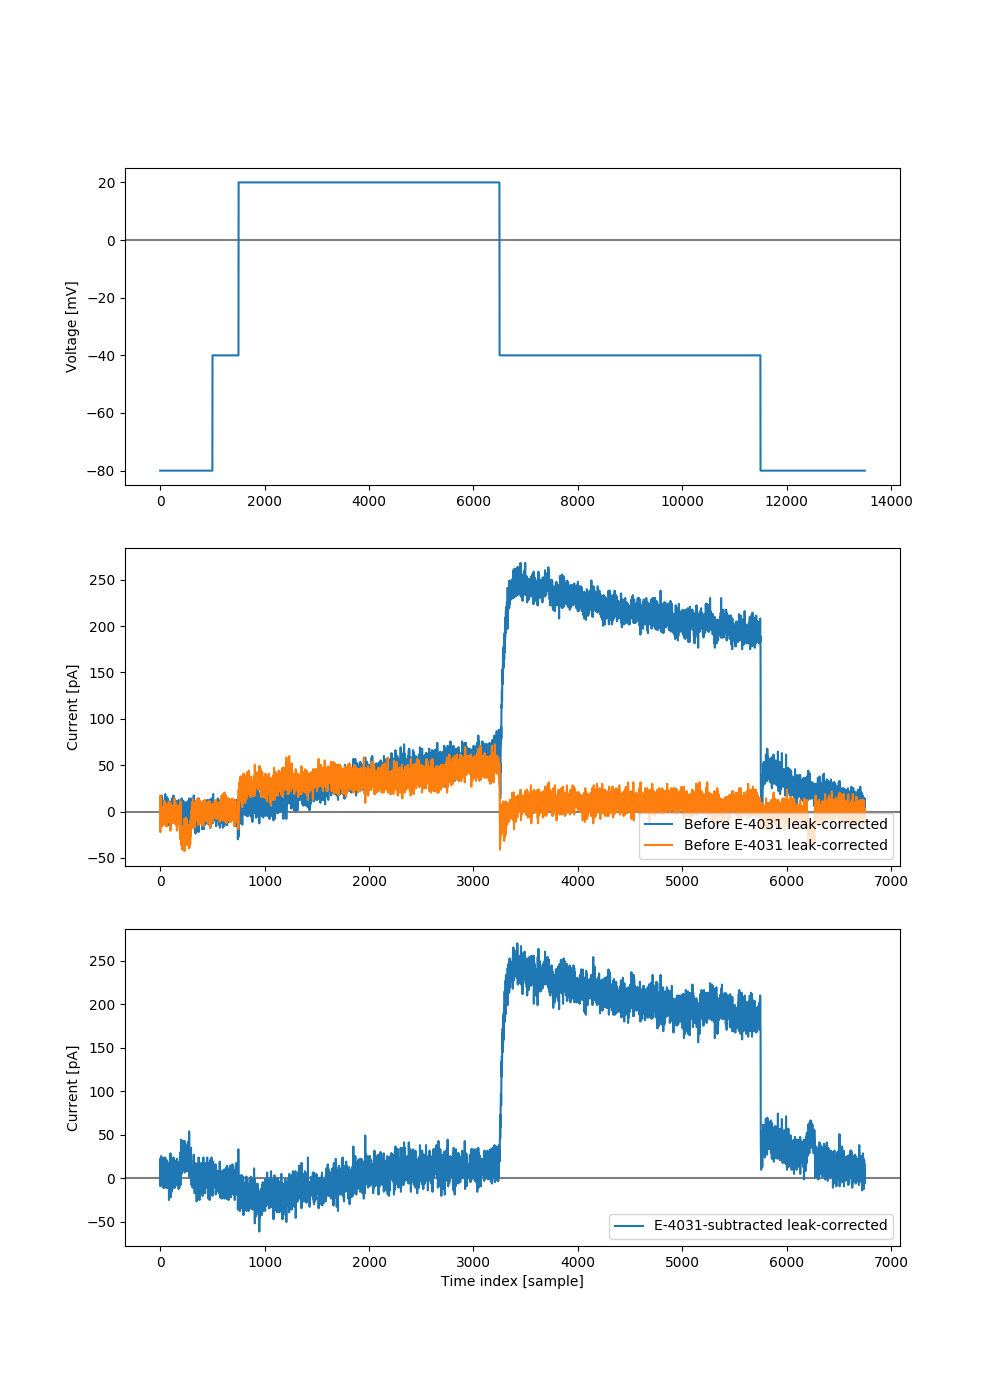 Voltage [mV]
20
0
−20
−40
−60
−80
0 2000 4000 6000 8000 10000 12000 14000
Current [pA]
250
200
150
100
50
0
−50
Before E-4031 leak-corrected
Before E-4031 leak-corrected
0 1000 2000 3000 4000 5000 6000 7000
Current [pA]
250
200
150
100
50
0
−50
E-4031-subtracted leak-corrected
0 1000 2000 3000 4000 5000 6000 7000
Time index [sample]